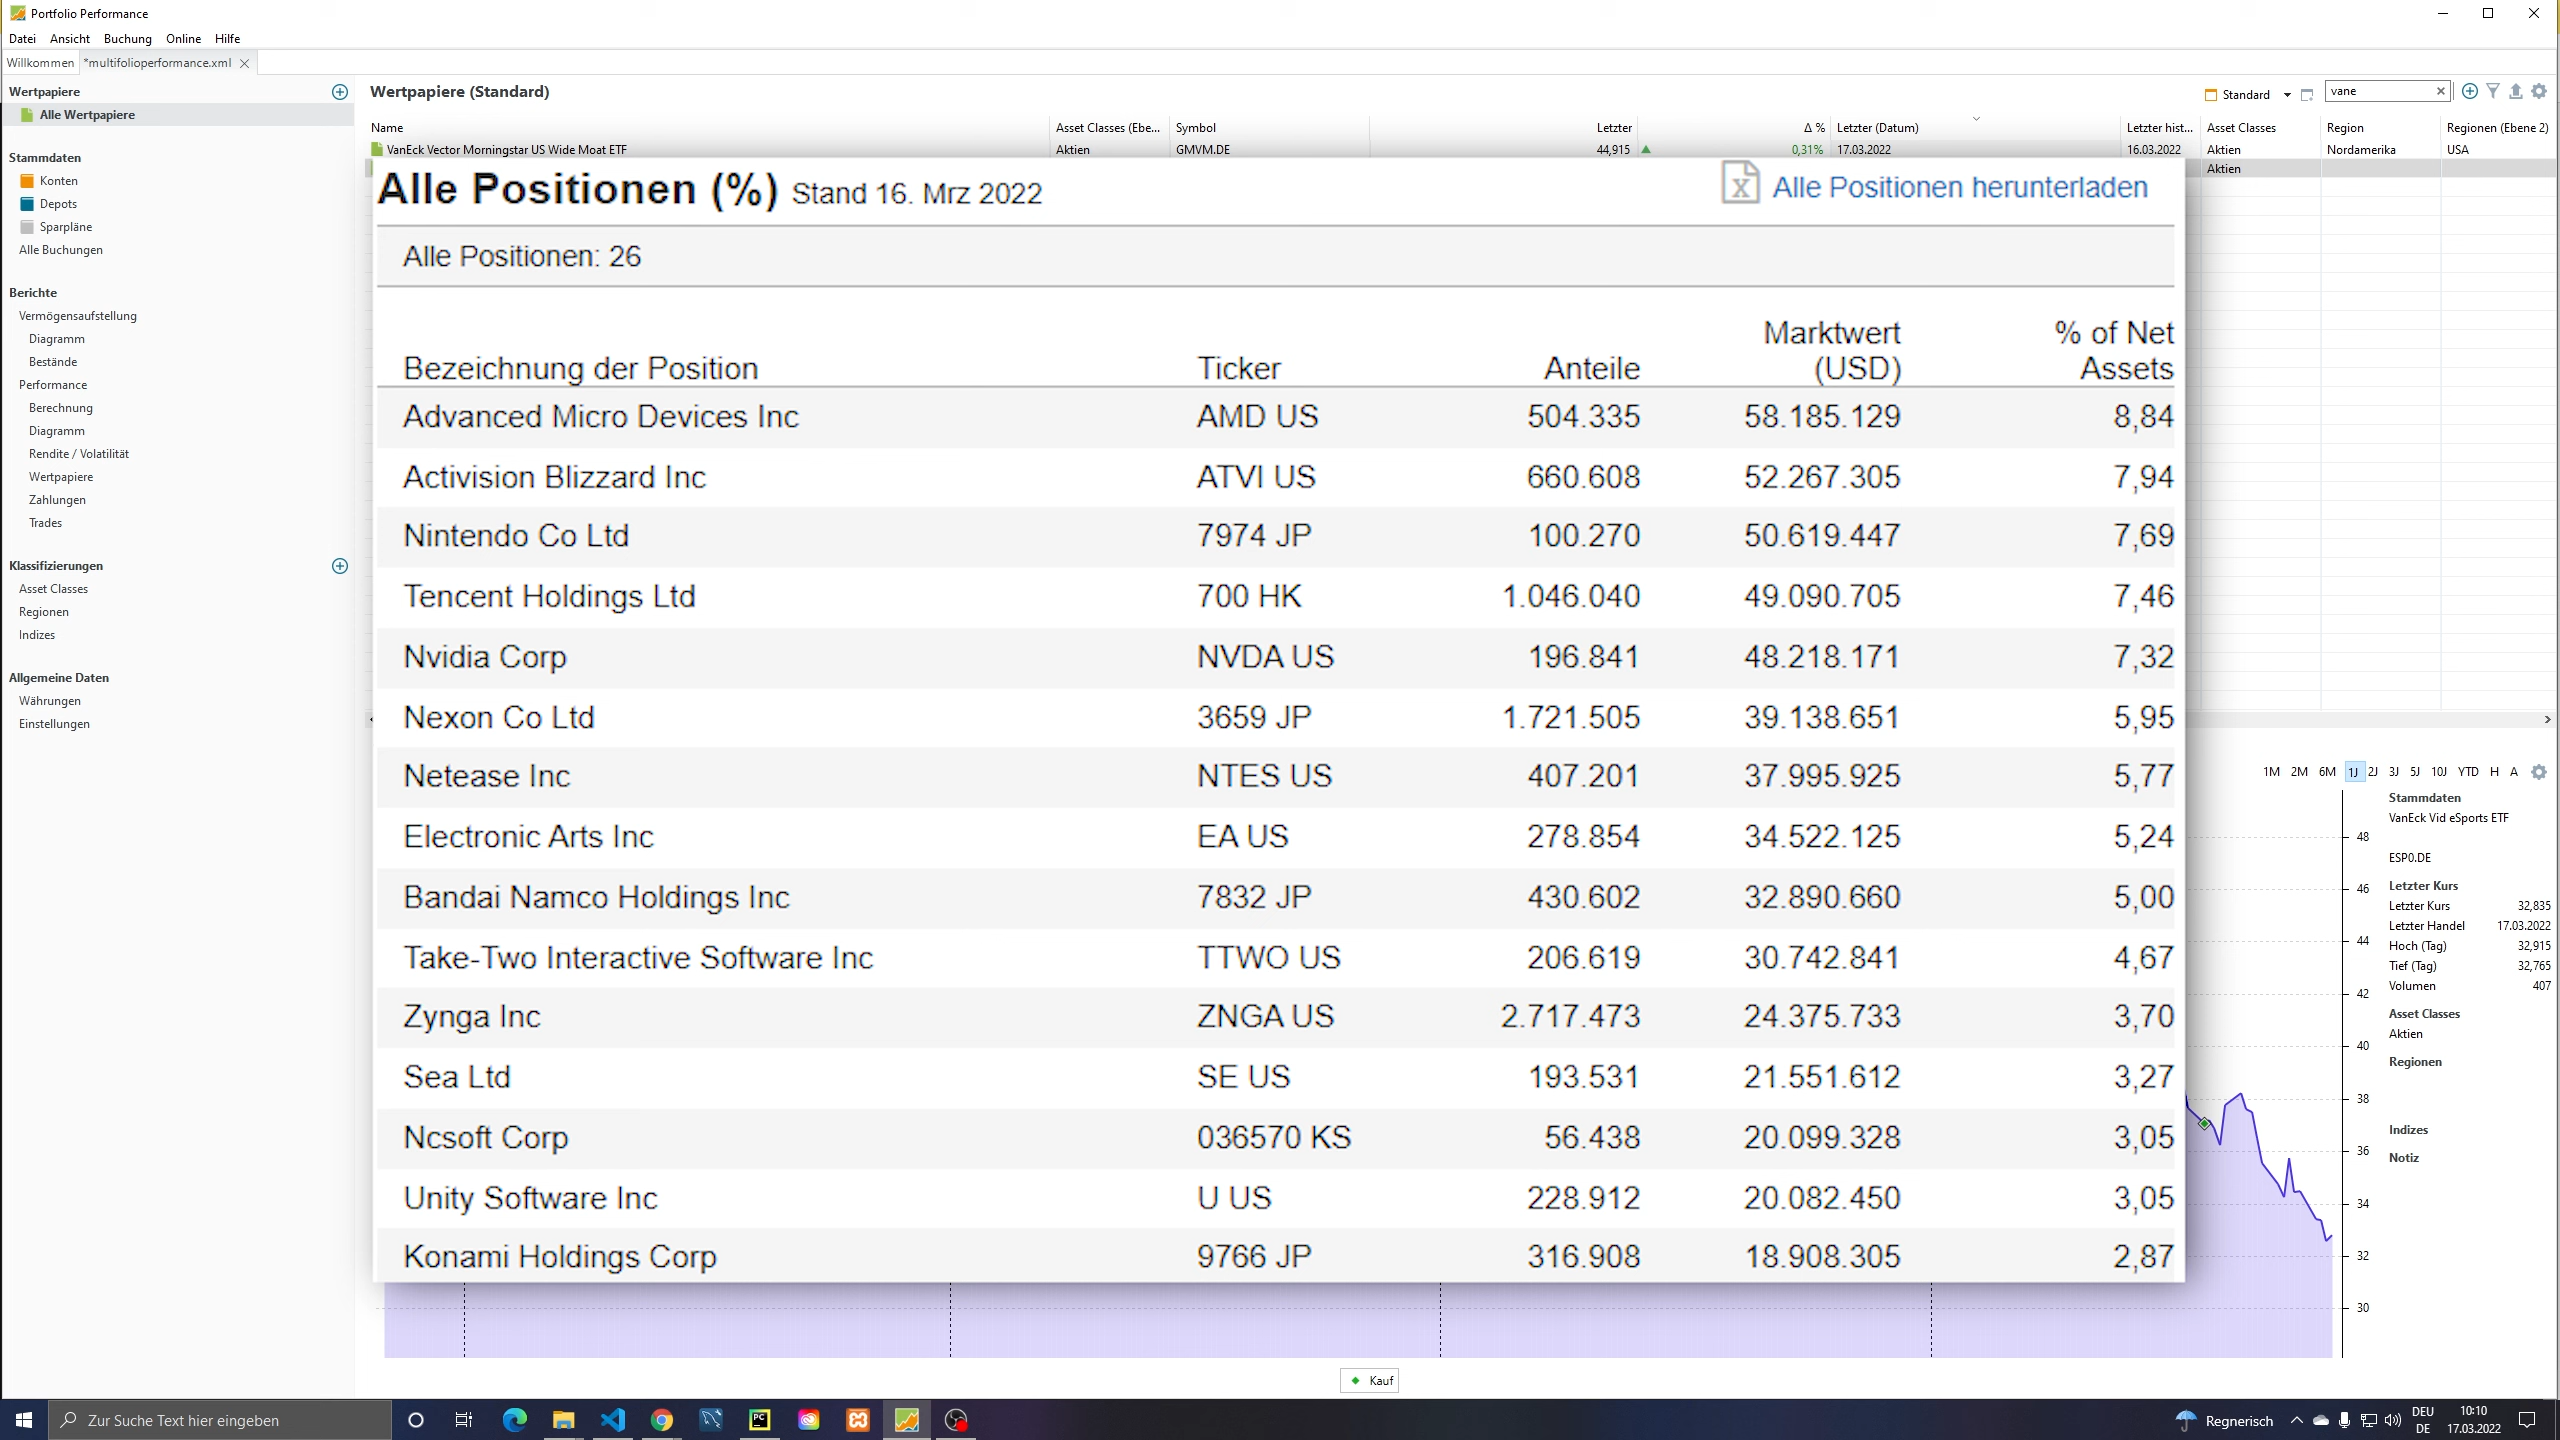 Portfolio Performance
Datei Ansicht Buchung Online Hilfe
Willkommen *multifolioperformance.xml
Wertpapiere
Alle Wertpapiere
Stammdaten
Konten
Depots
Sparpläne
Alle Buchungen
Berichte
Vermögensaufstellung
Diagramm
Bestände
Performance
Berechnung
Diagramm
Rendite / Volatilität
Wertpapiere
Zahlungen
Trades
Klassifizierungen
Asset Classes
Regionen
Indizes
Allgemeine Daten
Währungen
Einstellungen
Wertpapiere (Standard)
Standard vane
Name Asset Classes (Ebe... Symbol Letzter Δ % Letzter (Datum) Letzter hist... Asset Classes Region Regionen (Ebene 2)
VanEck Vector Morningstar US Wide Moat ETF Aktien GMVM.DE 44,915 0,31% 17.03.2022 16.03.2022 Aktien Nordamerika USA
Aktien
Alle Positionen (%) Stand 16. Mrz 2022 Alle Positionen herunterladen
Alle Positionen: 26
Bezeichnung der Position Ticker Anteile Marktwert (USD) % of Net Assets
Advanced Micro Devices Inc AMD US 504.335 58.185.129 8,84
Activision Blizzard Inc ATVI US 660.608 52.267.305 7,94
Nintendo Co Ltd 7974 JP 100.270 50.619.447 7,69
Tencent Holdings Ltd 700 HK 1.046.040 49.090.705 7,46
Nvidia Corp NVDA US 196.841 48.218.171 7,32
Nexon Co Ltd 3659 JP 1.721.505 39.138.651 5,95
Netease Inc NTES US 407.201 37.995.925 5,77
Electronic Arts Inc EA US 278.854 34.522.125 5,24
Bandai Namco Holdings Inc 7832 JP 430.602 32.890.660 5,00
Take-Two Interactive Software Inc TTWO US 206.619 30.742.841 4,67
Zynga Inc ZNGA US 2.717.473 24.375.733 3,70
Sea Ltd SE US 193.531 21.551.612 3,27
Ncsoft Corp 036570 KS 56.438 20.099.328 3,05
Unity Software Inc U US 228.912 20.082.450 3,05
Konami Holdings Corp 9766 JP 316.908 18.908.305 2,87
1M 2M 6M 1J 2J 3J 5J 10J YTD H A
48
46
44
42
40
38
36
34
32
30
Stammdaten
VanEck Vid eSports ETF
ESP0.DE
Letzter Kurs
Letzter Kurs 32,835
Letzter Handel 17.03.2022
Hoch (Tag) 32,915
Tief (Tag) 32,765
Volumen 407
Asset Classes
Aktien
Regionen
Indizes
Notiz
Kauf
Zur Suche Text hier eingeben
PC
Regnerisch
DEU
DE
10:10
17.03.2022